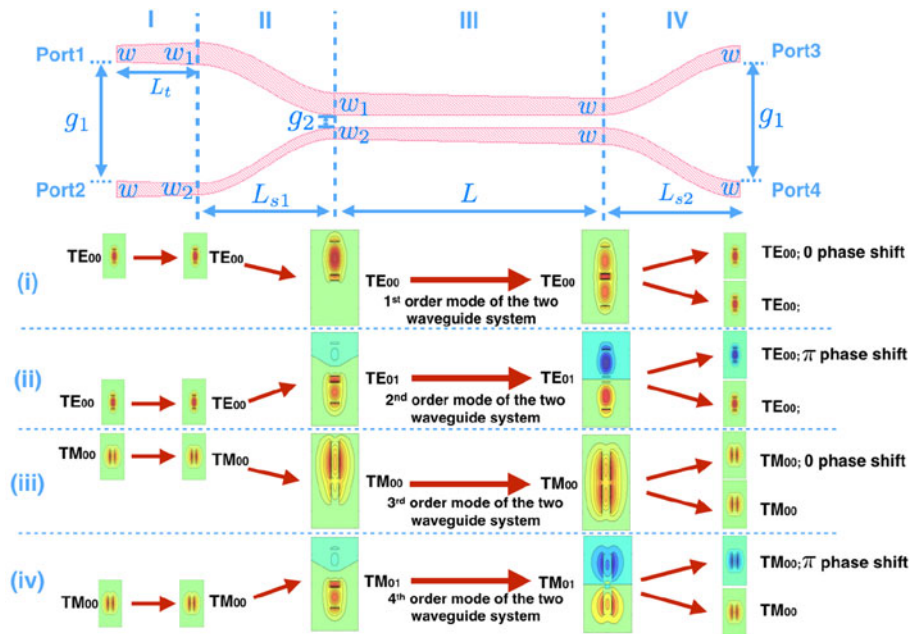 I II III IV
Port1 w w₁ w Port3
Lₜ
g₁ g₂ w₁ w g₁
w₂ w
Port2 w w₂ w Port4
Lₛ₁ L Lₛ₂
(i)
TE₀₀ TE₀₀ TE₀₀ TE₀₀ TE₀₀; 0 phase shift
1ˢᵗ order mode of the two
waveguide system
TE₀₀;
(ii)
TE₀₀ TE₀₀ TE₀₁ TE₀₁ TE₀₀; π phase shift
2ⁿᵈ order mode of the two
waveguide system
TE₀₀;
(iii)
TM₀₀ TM₀₀ TM₀₀ TM₀₀ TM₀₀; 0 phase shift
3ʳᵈ order mode of the two
waveguide system
TM₀₀
(iv)
TM₀₀ TM₀₀ TM₀₁ TM₀₁ TM₀₀; π phase shift
4ᵗʰ order mode of the two
waveguide system
TM₀₀